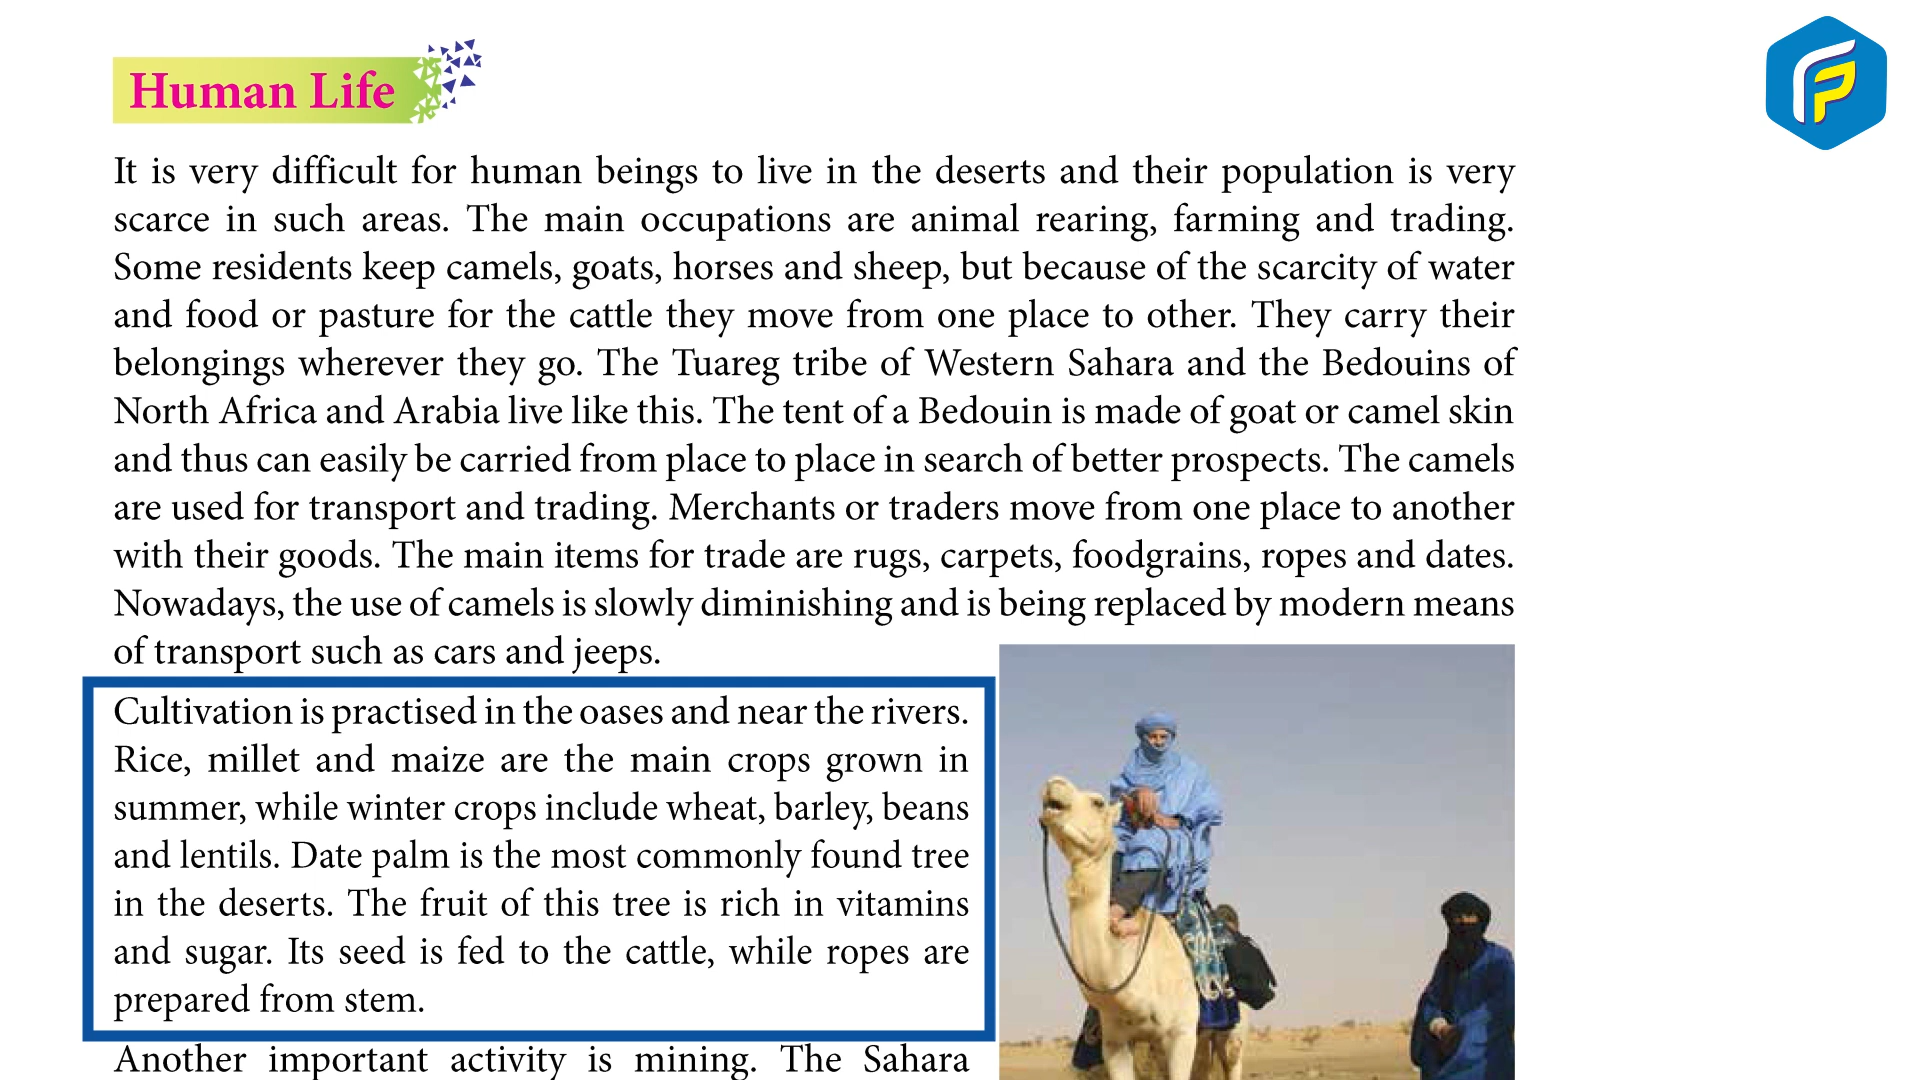 Human Life
It is very difficult for human beings to live in the deserts and their population is very
scarce in such areas. The main occupations are animal rearing, farming and trading.
Some residents keep camels, goats, horses and sheep, but because of the scarcity of water
and food or pasture for the cattle they move from one place to other. They carry their
belongings wherever they go. The Tuareg tribe of Western Sahara and the Bedouins of
North Africa and Arabia live like this. The tent of a Bedouin is made of goat or camel skin
and thus can easily be carried from place to place in search of better prospects. The camels
are used for transport and trading. Merchants or traders move from one place to another
with their goods. The main items for trade are rugs, carpets, foodgrains, ropes and dates.
Nowadays, the use of camels is slowly diminishing and is being replaced by modern means
of transport such as cars and jeeps.
Cultivation is practised in the oases and near the rivers.
Rice, millet and maize are the main crops grown in
summer, while winter crops include wheat, barley, beans
and lentils. Date palm is the most commonly found tree
in the deserts. The fruit of this tree is rich in vitamins
and sugar. Its seed is fed to the cattle, while ropes are
prepared from stem.
Another important activity is mining. The Sahara